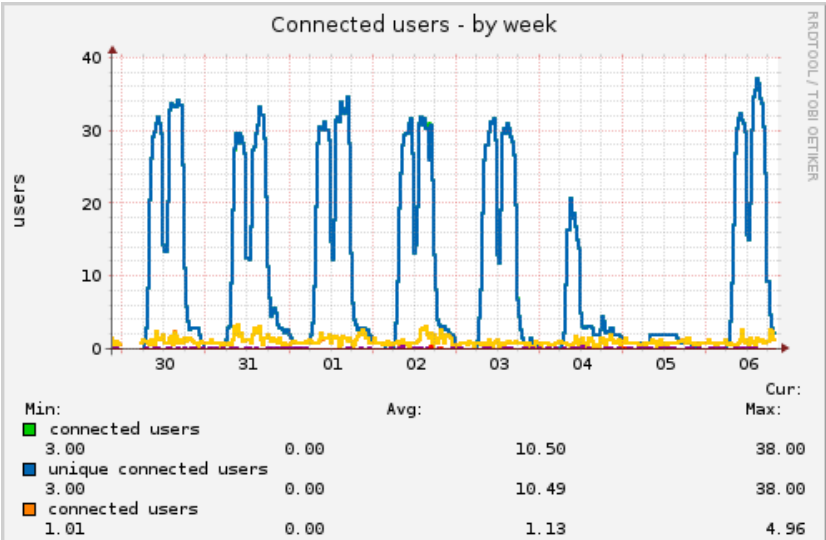 Connected users - by week
RRDTOOL / TOBI OETIKER
users
40
30
20
10
0
30 31 01 02 03 04 05 06
Cur:
Min: Avg: Max:
connected users
3.00 0.00 10.50 38.00
unique connected users
3.00 0.00 10.49 38.00
connected users
1.01 0.00 1.13 4.96